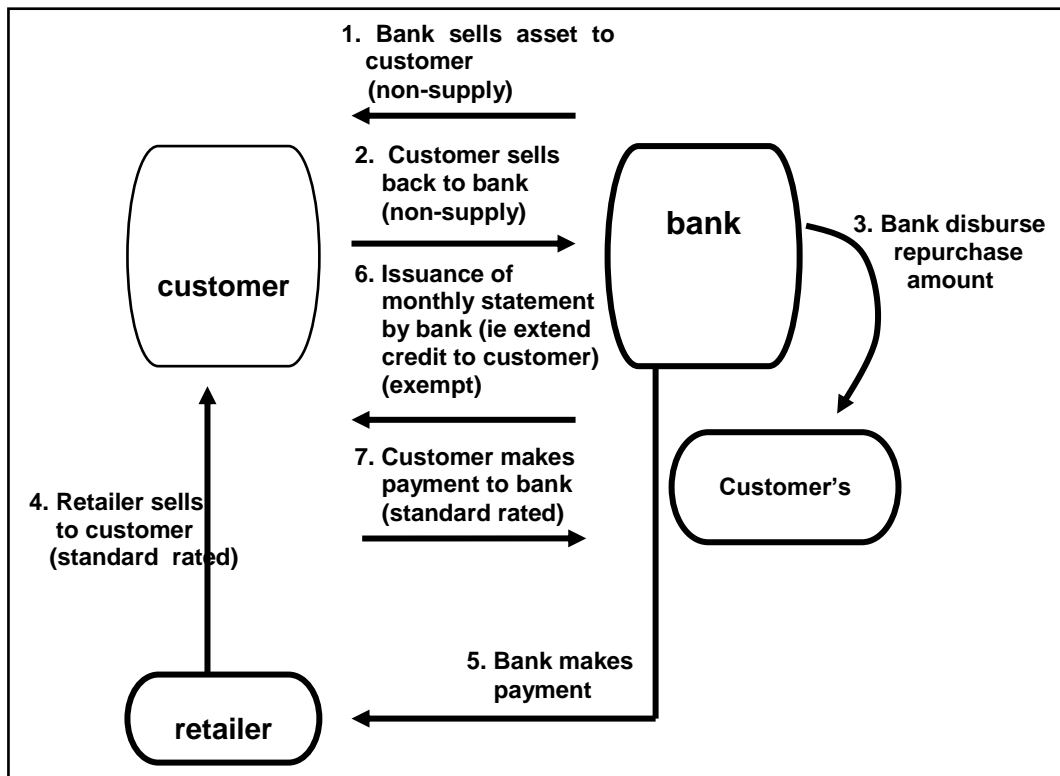 1. Bank sells asset to
customer
(non-supply)
2. Customer sells
back to bank
(non-supply)
bank
3. Bank disburse
repurchase
amount
customer
6. Issuance of
monthly statement
by bank (ie extend
credit to customer)
(exempt)
7. Customer makes
payment to bank
(standard rated)
Customer's
4. Retailer sells
to customer
(standard rated)
5. Bank makes
payment
retailer